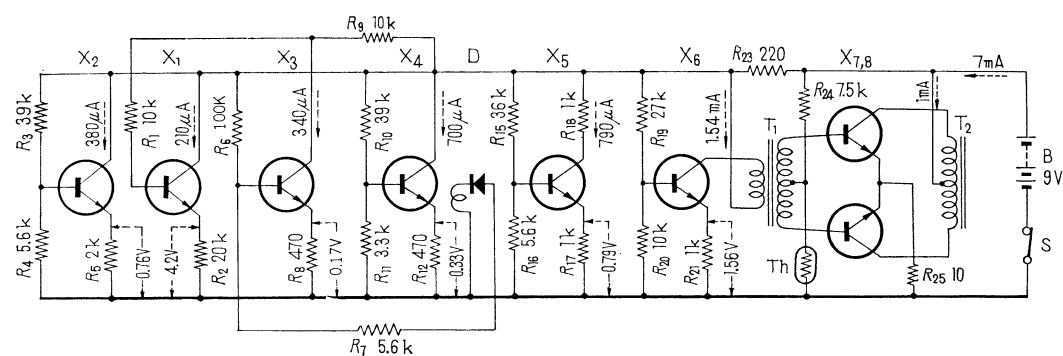 R9 10k
X2
X1
X3
X4
D
X5
X6
R23 220
X7,8
7mA
R3 39k
380μA
R1 10k
210μA
R6 100K
340μA
R10 39k
700μA
R15 36k
R18 1k
790μA
R19 27k
1.54mA
R24 7.5k
T1
1mA
T2
B
9V
R4 5.6k
R5 2k
0.76V
4.2V
R2 20k
R8 470
0.17V
R11 3.3k
R12 470
0.33V
R16 5.6k
R17 1k
0.79V
R20 10k
R21 1k
1.56V
Th
R25 10
S
R7 5.6k